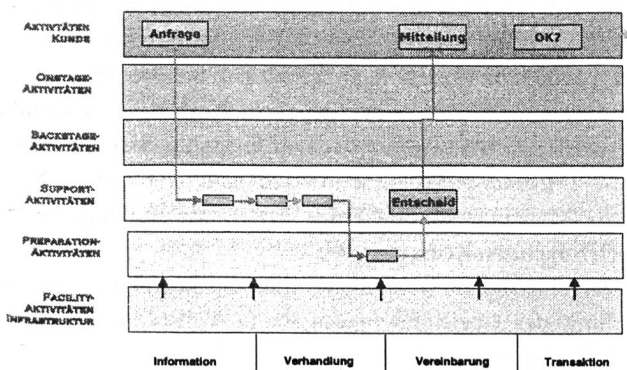 AKTIVITÄTEN
KUNDE
Anfrage
Mitteilung
OK?
ONSTAGE-
AKTIVITÄTEN
BACKSTAGE-
AKTIVITÄTEN
SUPPORT-
AKTIVITÄTEN
Entscheid
PREPARATION-
AKTIVITÄTEN
FACILITY-
AKTIVITÄTEN
INFRASTRUKTUR
Information
Verhandlung
Vereinbarung
Transaktion